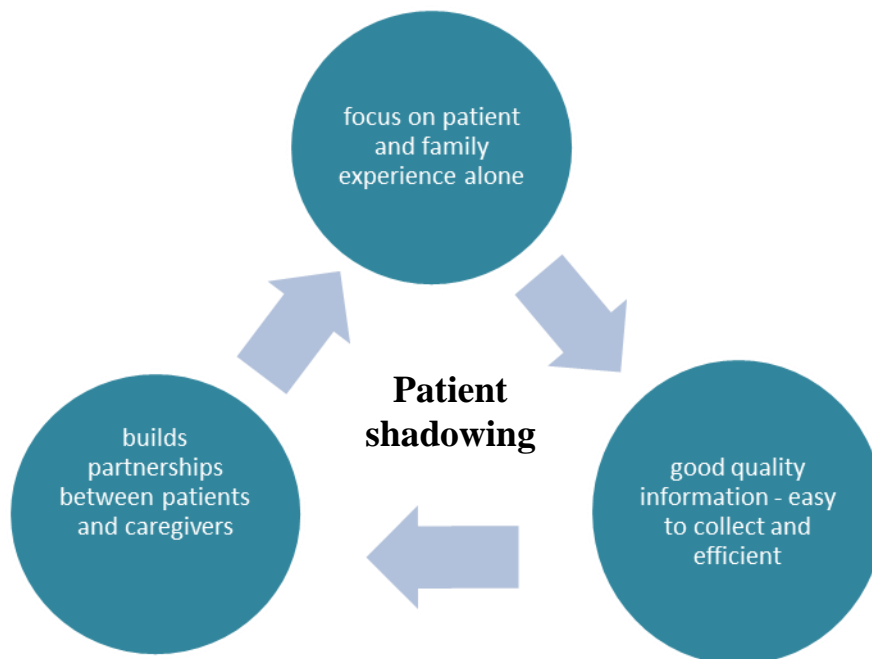 focus on patient
and family
experience alone
Patient
shadowing
builds
partnerships
between patients
and caregivers
good quality
information - easy
to collect and
efficient